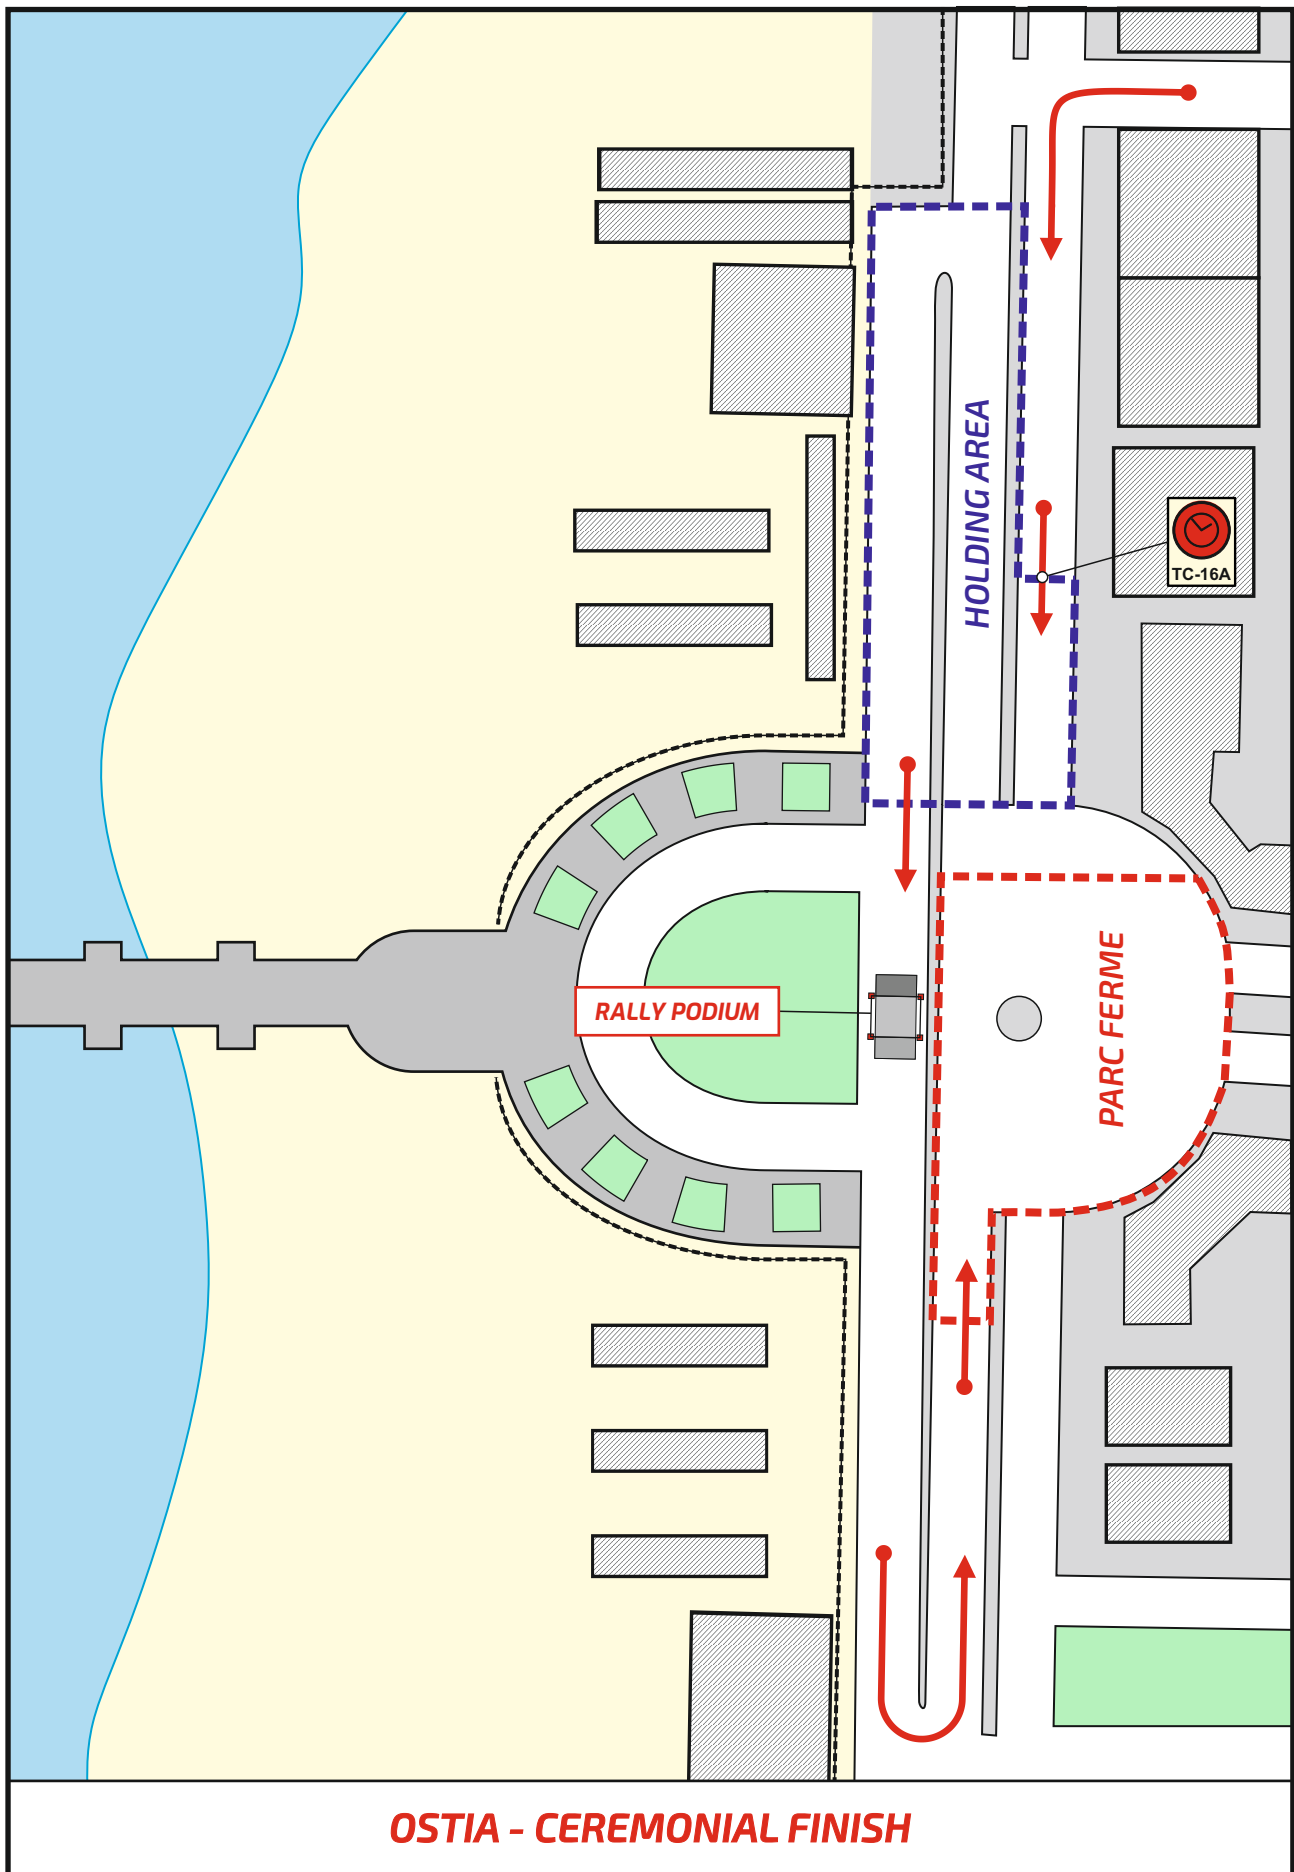 HOLDING AREA
TC-16A
RALLY PODIUM
PARC FERME
OSTIA - CEREMONIAL FINISH